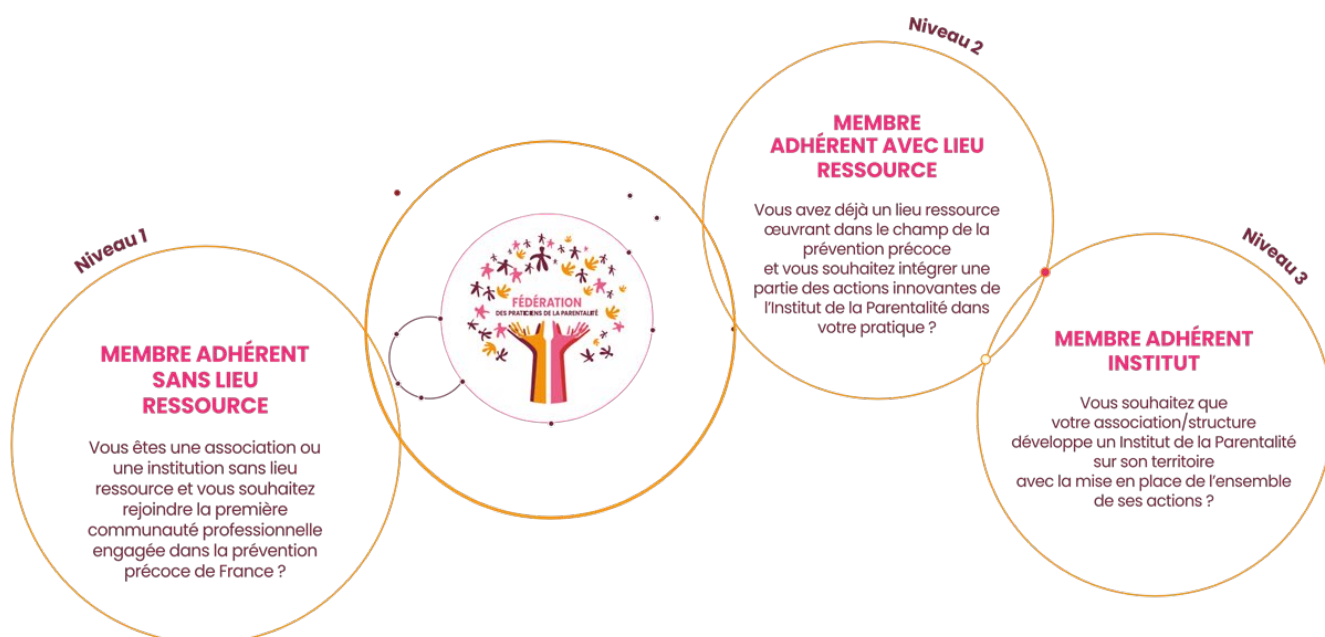 Niveau 1
MEMBRE ADHÉRENT
SANS LIEU
RESSOURCE
Vous êtes une association ou
une institution sans lieu
ressource et vous souhaitez
rejoindre la première
communauté professionnelle
engagée dans la prévention
précoce de France ?
FÉDÉRATION
DES PRATICIENS DE LA PARENTALITÉ
Niveau 2
MEMBRE
ADHÉRENT AVEC LIEU
RESSOURCE
Vous avez déjà un lieu ressource
œuvrant dans le champ de la
prévention précoce
et vous souhaitez intégrer une
partie des actions innovantes de
l’Institut de la Parentalité dans
votre pratique ?
Niveau 3
MEMBRE ADHÉRENT
INSTITUT
Vous souhaitez que
votre association/structure
développe un Institut de la Parentalité
sur son territoire
avec la mise en place de l’ensemble
de ses actions ?